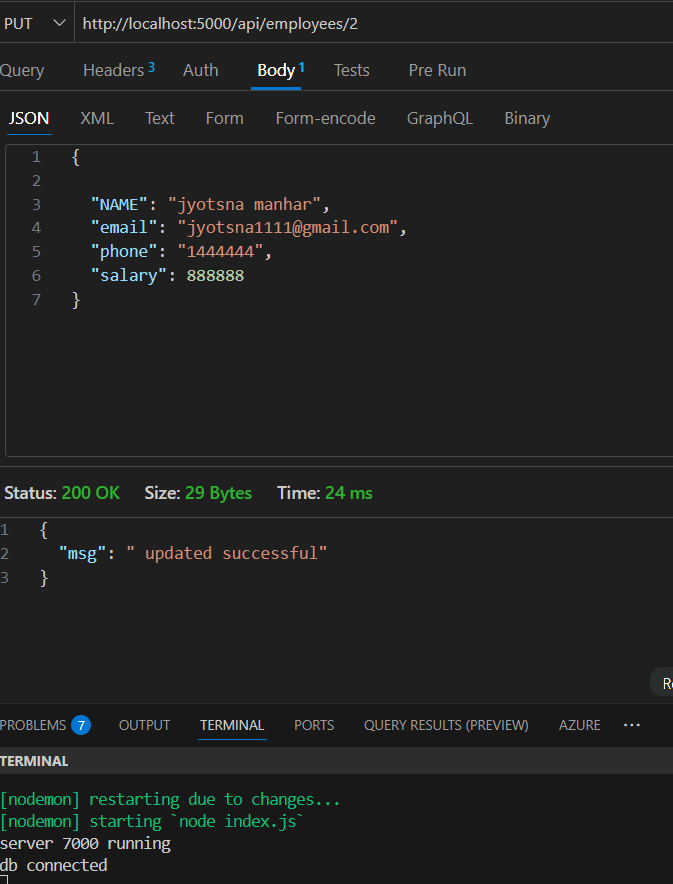 PUT http://localhost:5000/api/employees/2
Query Headers 3 Auth Body 1 Tests Pre Run
JSON XML Text Form Form-encode GraphQL Binary
1 {
2
3 "NAME": "jyotsna manhar",
4 "email": "jyotsna1111@gmail.com",
5 "phone": "1444444",
6 "salary": 888888
7 }
Status: 200 OK Size: 29 Bytes Time: 24 ms
1 {
2 "msg": " updated successful"
3 }
PROBLEMS 7 OUTPUT TERMINAL PORTS QUERY RESULTS (PREVIEW) AZURE ...
TERMINAL
[nodemon] restarting due to changes...
[nodemon] starting `node index.js`
server 7000 running
db connected